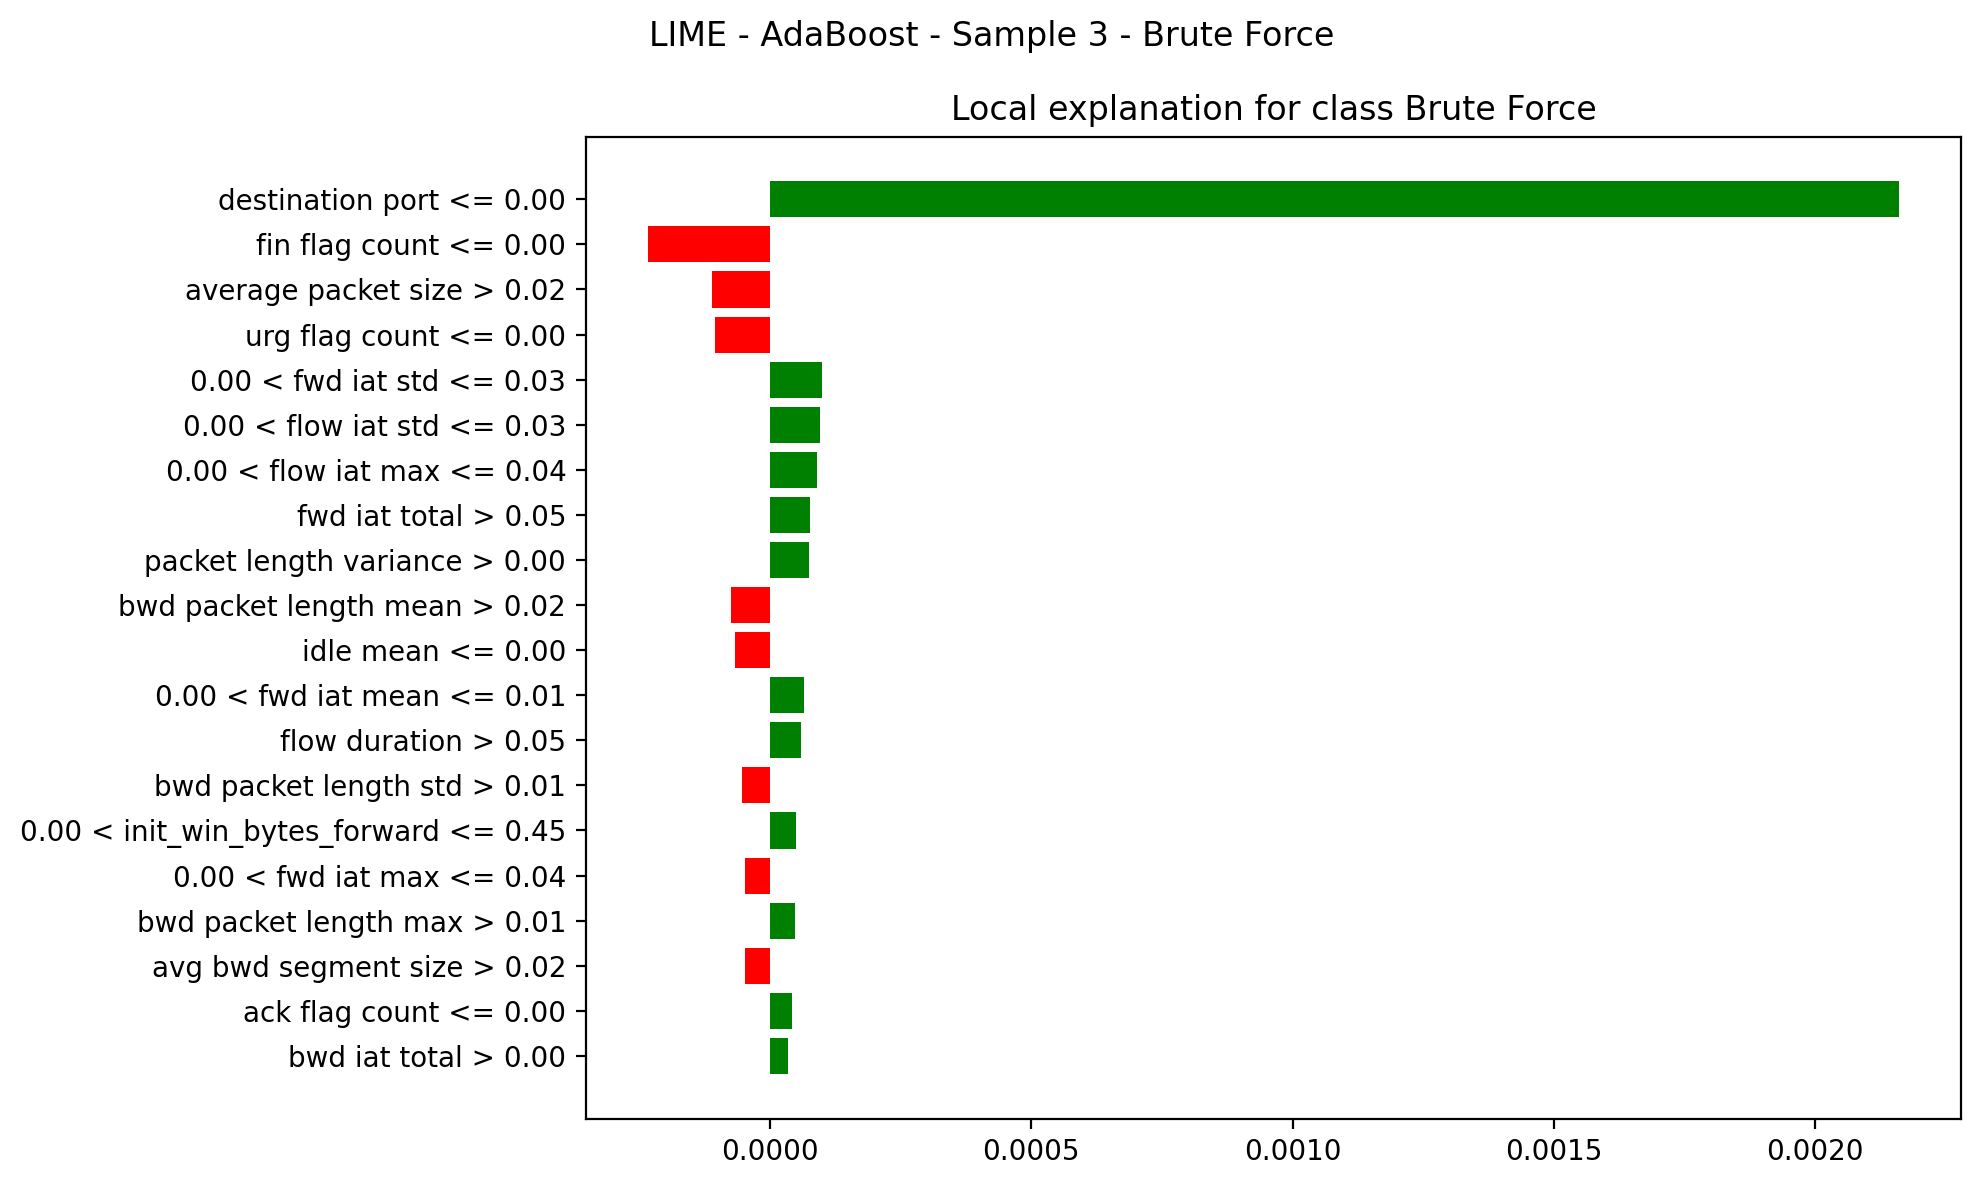 LIME - AdaBoost - Sample 3 - Brute Force
Local explanation for class Brute Force
destination port <= 0.00
fin flag count <= 0.00
average packet size > 0.02
urg flag count <= 0.00
0.00 < fwd iat std <= 0.03
0.00 < flow iat std <= 0.03
0.00 < flow iat max <= 0.04
fwd iat total > 0.05
packet length variance > 0.00
bwd packet length mean > 0.02
idle mean <= 0.00
0.00 < fwd iat mean <= 0.01
flow duration > 0.05
bwd packet length std > 0.01
0.00 < init_win_bytes_forward <= 0.45
0.00 < fwd iat max <= 0.04
bwd packet length max > 0.01
avg bwd segment size > 0.02
ack flag count <= 0.00
bwd iat total > 0.00
0.0000 0.0005 0.0010 0.0015 0.0020